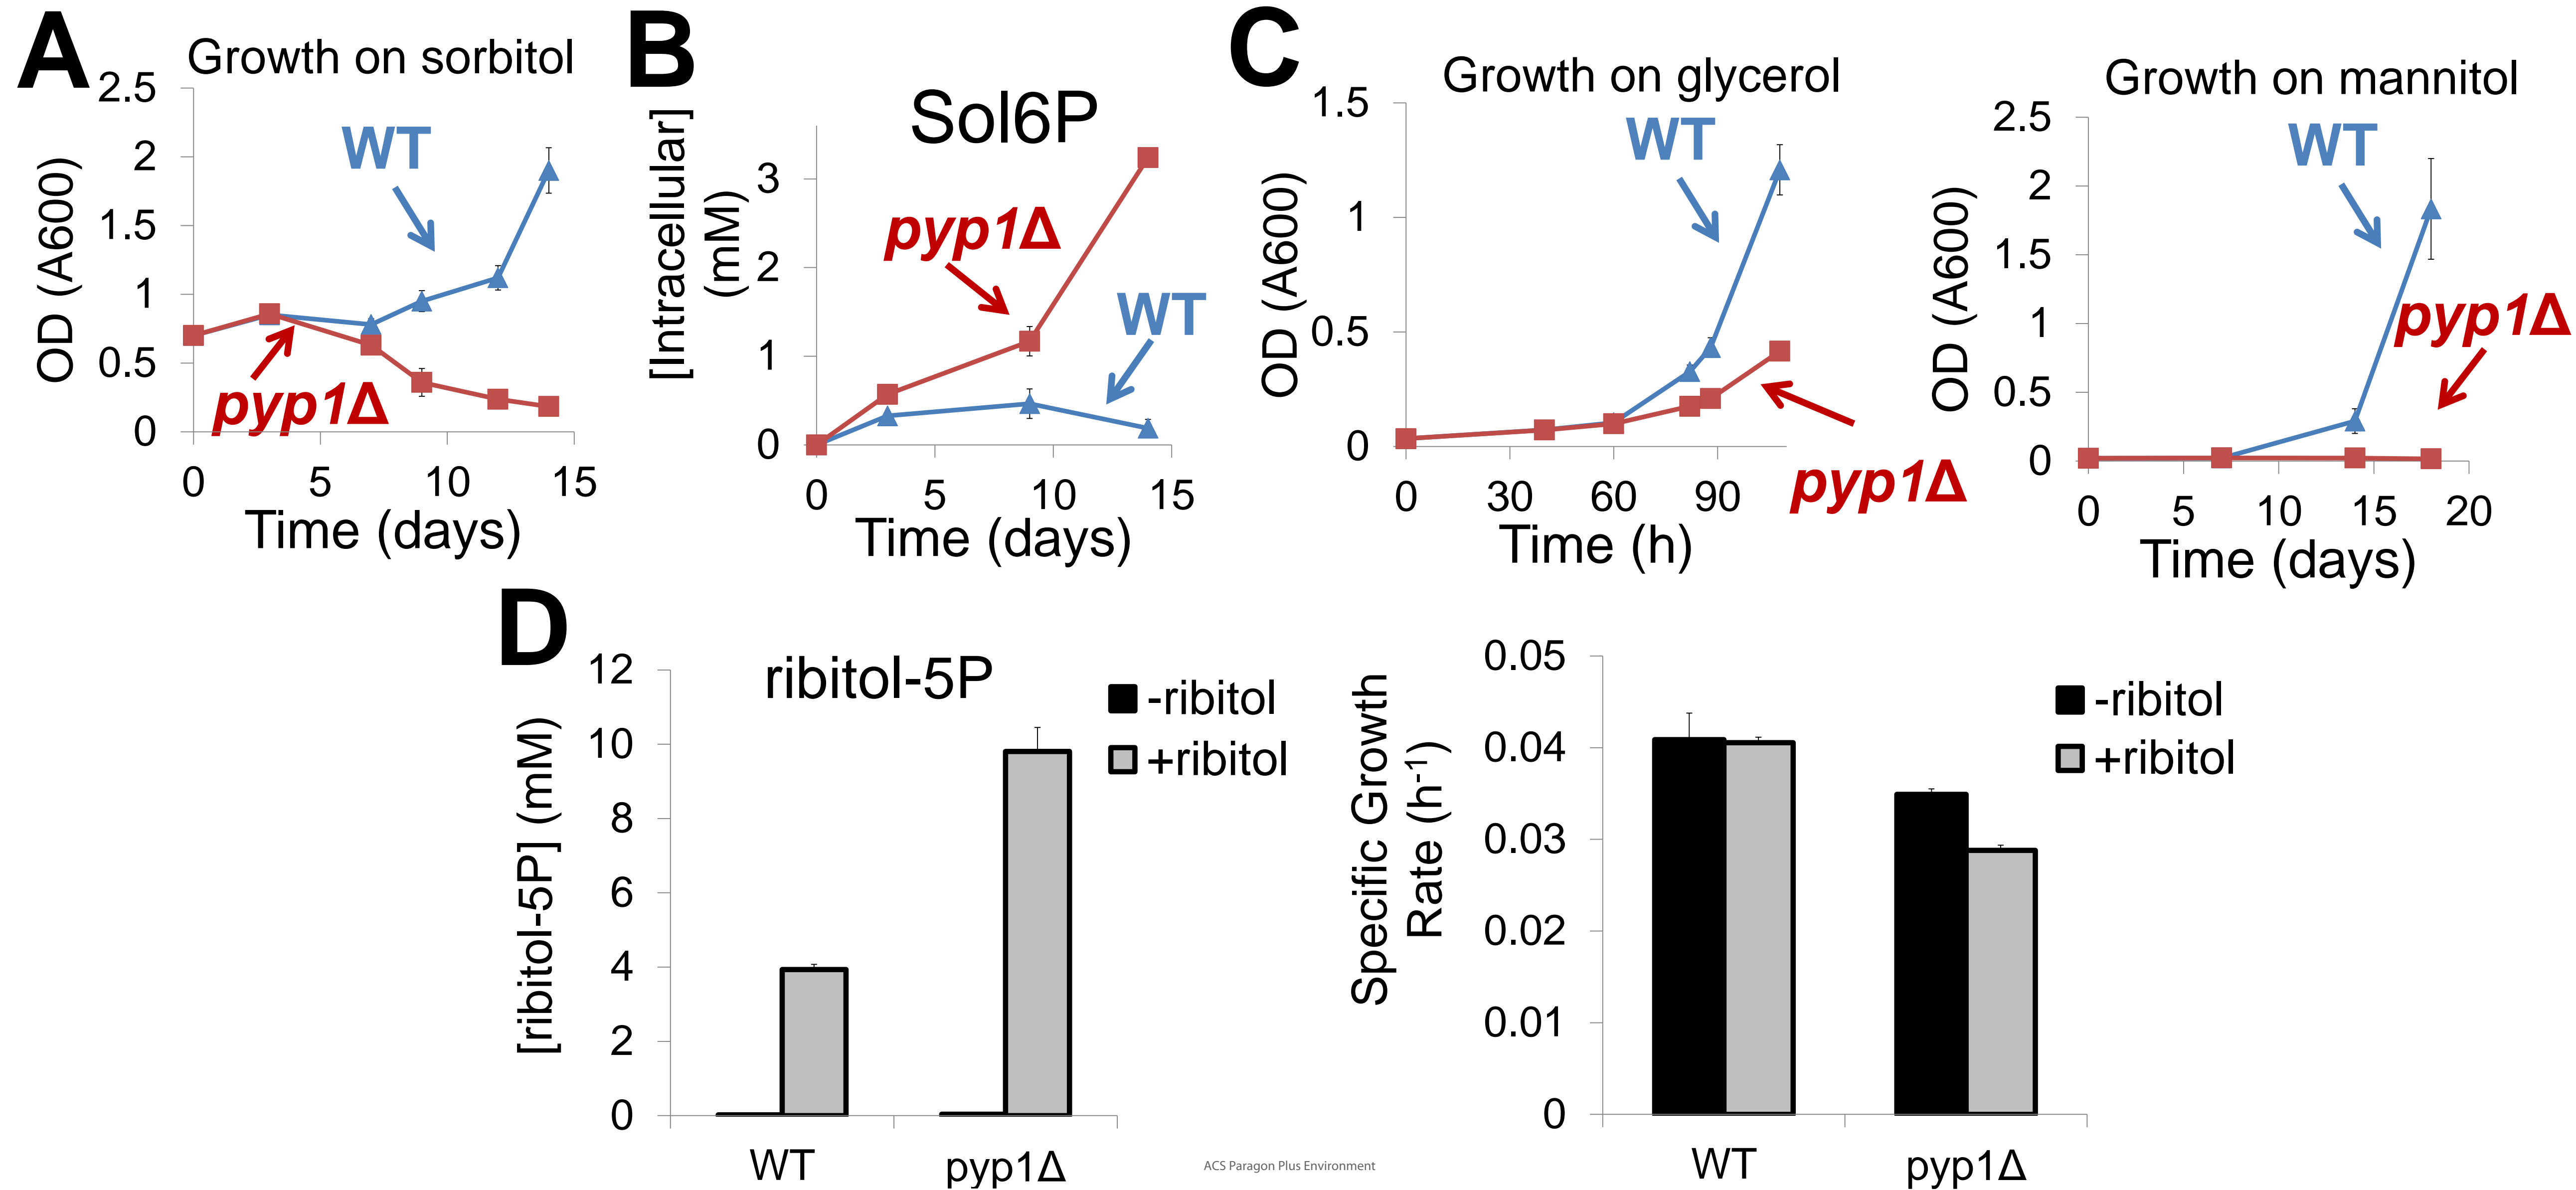 A
Growth on sorbitol
OD (A600)
2.5
2
1.5
1
0.5
0
WT
pyp1Δ
0 5 10 15
Time (days)
B
Sol6P
[Intracellular]
(mM)
3
2
1
0
pyp1Δ
WT
0 5 10 15
Time (days)
C
Growth on glycerol
OD (A600)
1.5
1
0.5
0
WT
pyp1Δ
0 30 60 90
Time (h)
Growth on mannitol
OD (A600)
2.5
2
1.5
1
0.5
0
WT
pyp1Δ
0 5 10 15 20
Time (days)
D
ribitol-5P
[ribitol-5P] (mM)
12
10
8
6
4
2
0
-ribitol
+ribitol
WT pyp1Δ
Specific Growth
Rate (h-1)
0.05
0.04
0.03
0.02
0.01
0
-ribitol
+ribitol
WT pyp1Δ
ACS Paragon Plus Environment